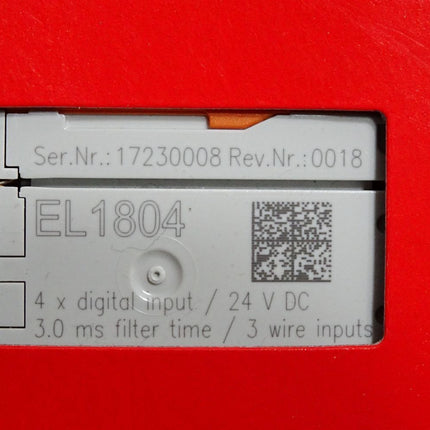 Ser.Nr.: 17230008 Rev.Nr.:0018
EL1804
4 x digital input / 24 V DC
3.0 ms filter time / 3 wire inputs